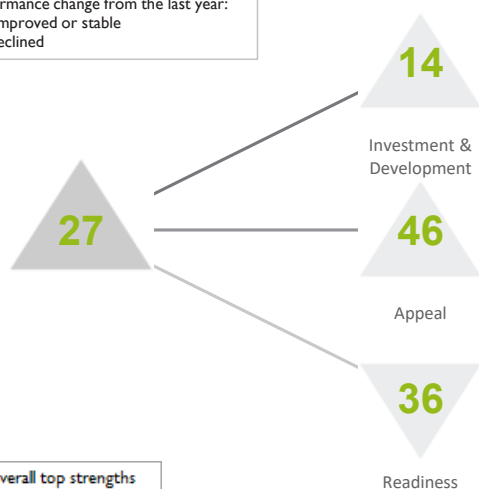 rmance change from the last year:
mproved or stable
eclined
14
Investment &
Development
27
46
Appeal
36
Readiness
verall top strengths